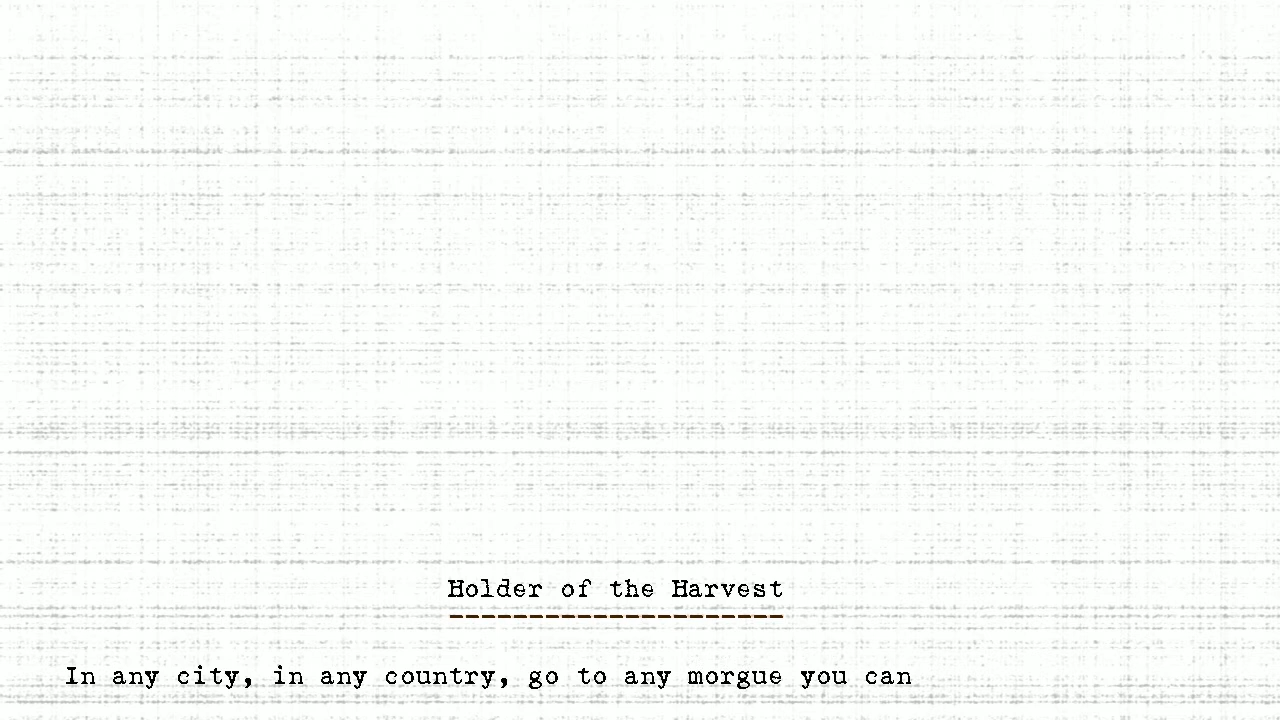 Holder of the Harvest
---------------------
In any city, in any country, go to any morgue you can